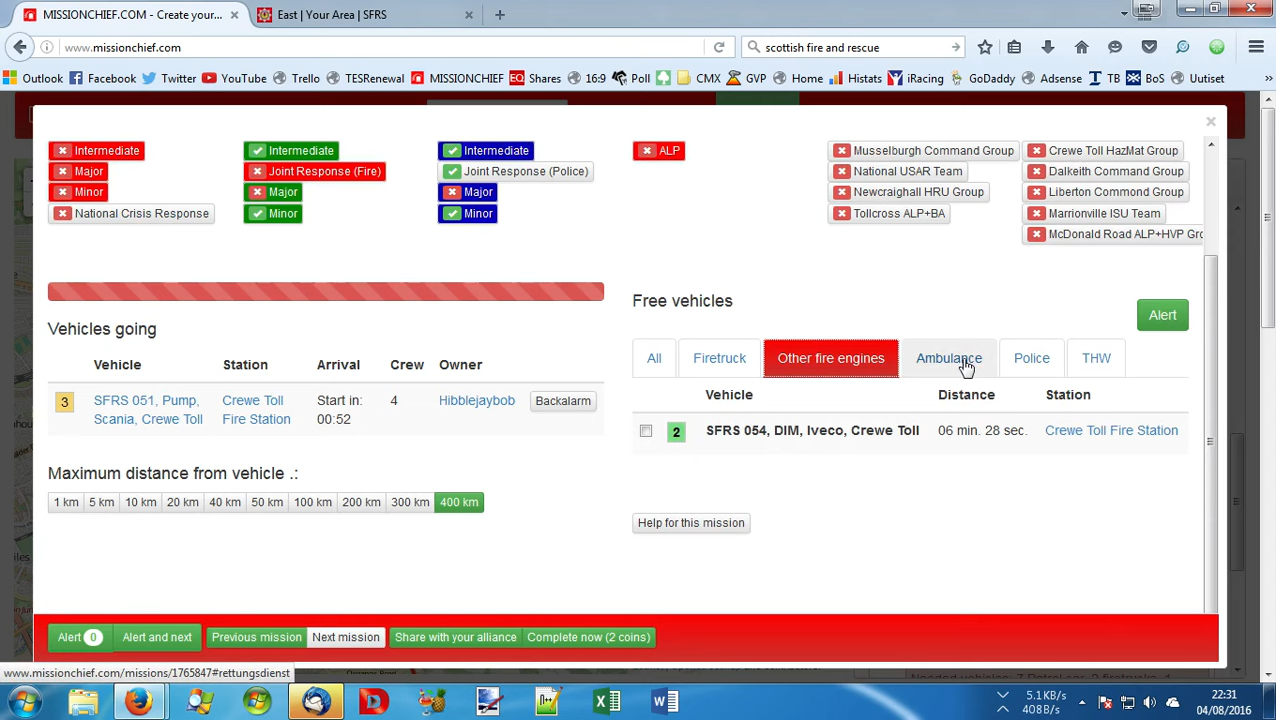 MISSIONCHIEF.COM - Create your...
East | Your Area | SFRS
www.missionchief.com
scottish fire and rescue
Outlook Facebook Twitter YouTube Trello TESRenewal MISSIONCHIEF EQ Shares 16:9 Poll CMX GVP Home Histats iRacing GoDaddy Adsense TB BoS Uutiset »
×
Intermediate Intermediate Intermediate ALP Musselburgh Command Group Crewe Toll HazMat Group
Major Joint Response (Fire) Joint Response (Police) National USAR Team Dalkeith Command Group
Minor Major Major Newcraighall HRU Group Liberton Commond Group
National Crisis Response Minor Minor Tollcross ALP+BA Marrionville ISU Team
McDonald Road ALP+HVP Gro
Free vehicles
Alert
Vehicles going
All Firetruck Other fire engines Ambulance Police THW
Vehicle Station Arrival Crew Owner
Vehicle Distance Station
3 SFRS 051, Pump, Scania, Crewe Toll
Crewe Toll Fire Station
Start in: 00:52
4 Hibblejaybob Backalarm
2 SFRS 054, DIM, Iveco, Crewe Toll 06 min. 28 sec. Crewe Toll Fire Station
Maximum distance from vehicle .:
1 km 5 km 10 km 20 km 40 km 50 km 100 km 200 km 300 km 400 km
Help for this mission
Alert 0 Alert and next Previous mission Next mission Share with your alliance Complete now (2 coins)
www.missionchief.com/missions/1765847#rettungsdienst
5.1KB/s
408B/s
22:31
04/08/2016